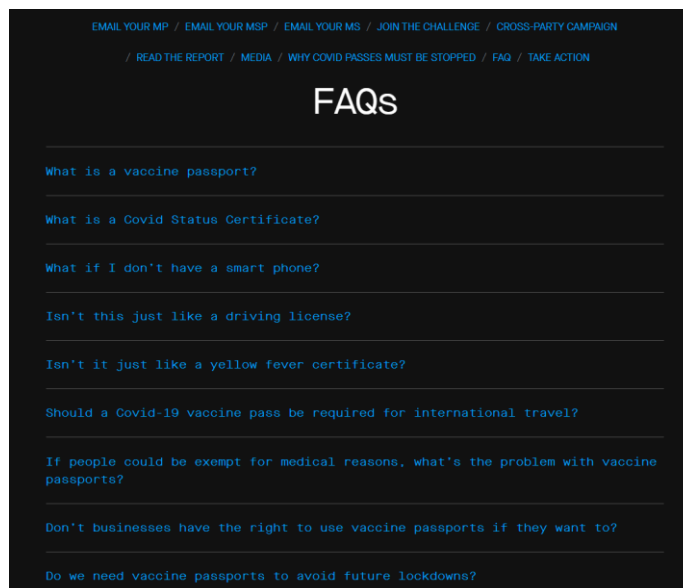 EMAIL YOUR MP / EMAIL YOUR MSP / EMAIL YOUR MS / JOIN THE CHALLENGE / CROSS-PARTY CAMPAIGN
/ READ THE REPORT / MEDIA / WHY COVID PASSES MUST BE STOPPED / FAQ / TAKE ACTION
FAQs
What is a vaccine passport?
What is a Covid Status Certificate?
What if I don't have a smart phone?
Isn't this just like a driving license?
Isn't it just like a yellow fever certificate?
Should a Covid-19 vaccine pass be required for international travel?
If people could be exempt for medical reasons, what's the problem with vaccine
passports?
Don't businesses have the right to use vaccine passports if they want to?
Do we need vaccine passports to avoid future lockdowns?